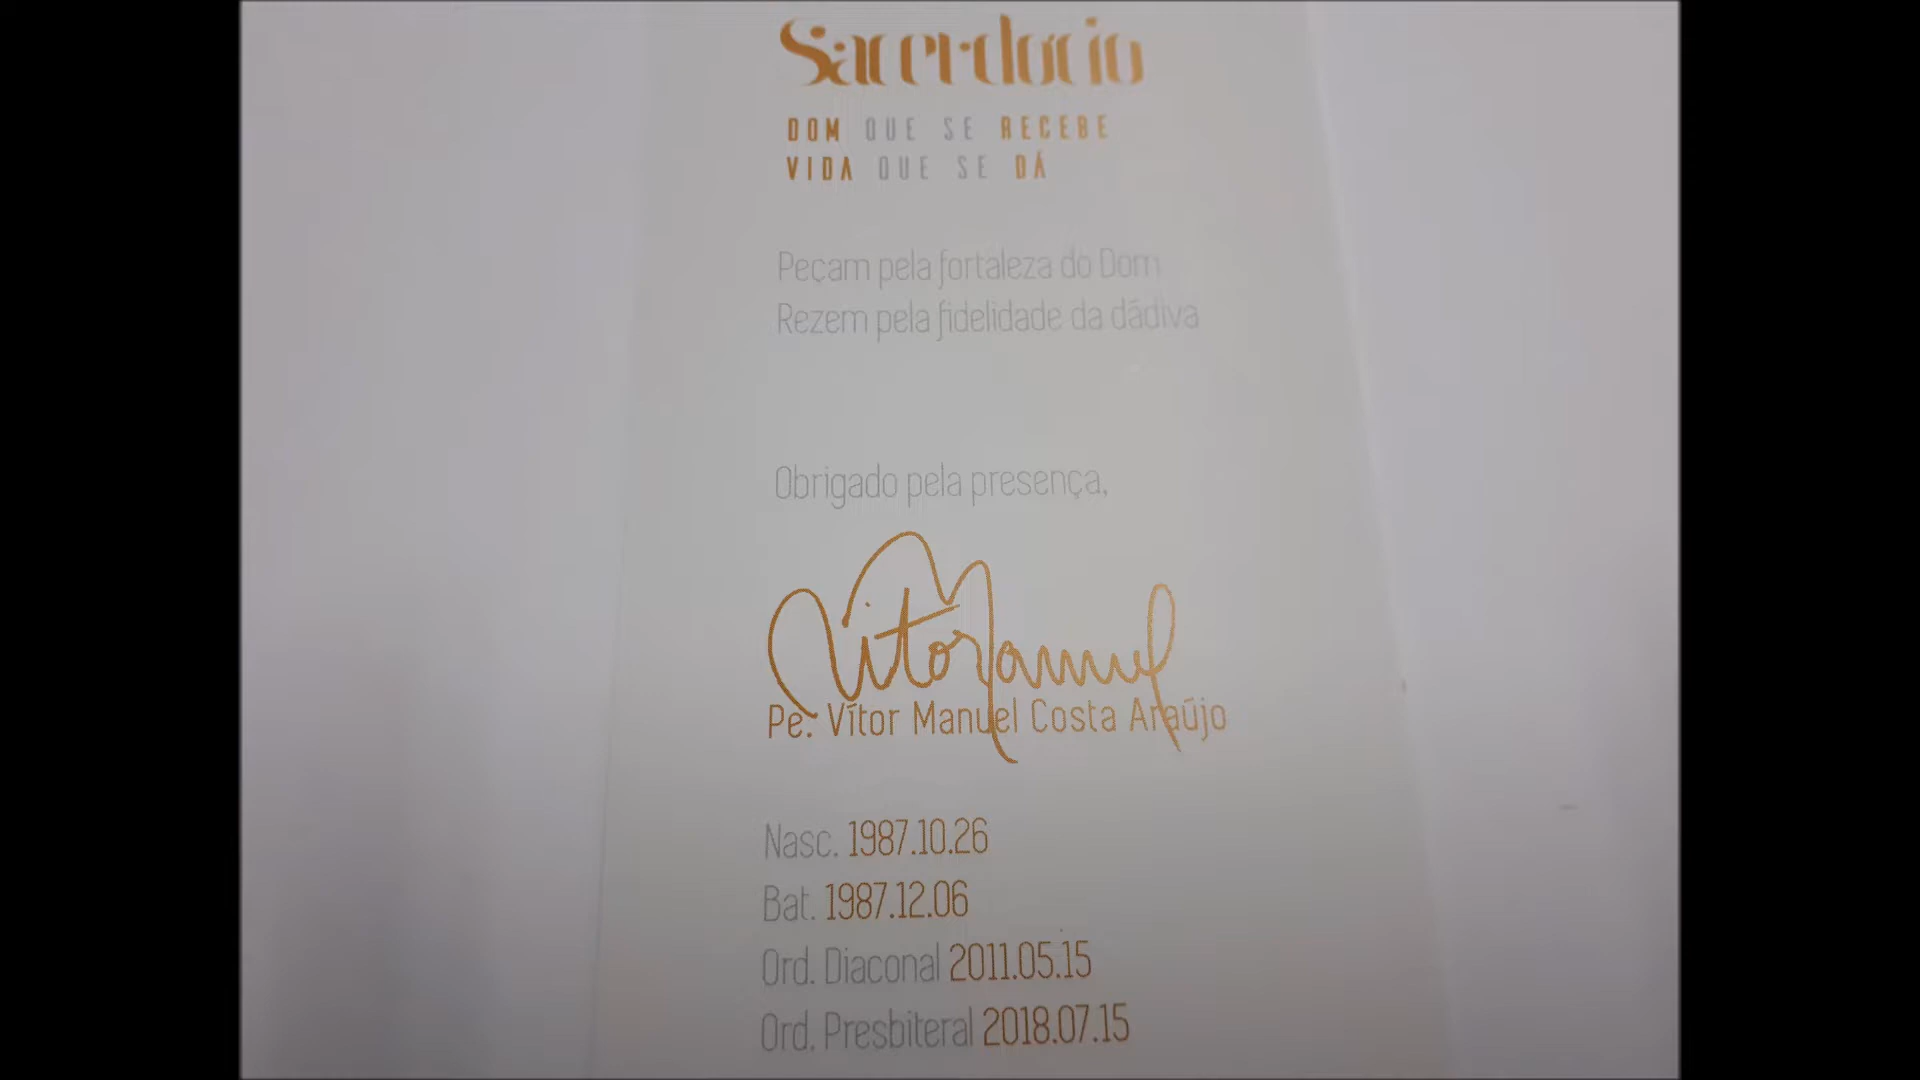 Sacerdócio
DOM QUE SE RECEBE
VIDA QUE SE DÁ
Peçam pela fortaleza do Dom
Rezem pela fidelidade da dádiva
Obrigado pela presença,
Vitor Manuel
Pe. Vítor Manuel Costa Araújo
Nasc. 1987.10.26
Bat. 1987.12.06
Ord. Diaconal 2011.05.15
Ord. Presbiteral 2018.07.15